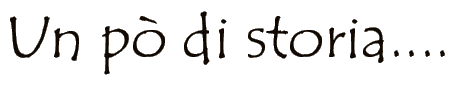 Un pò di storia....